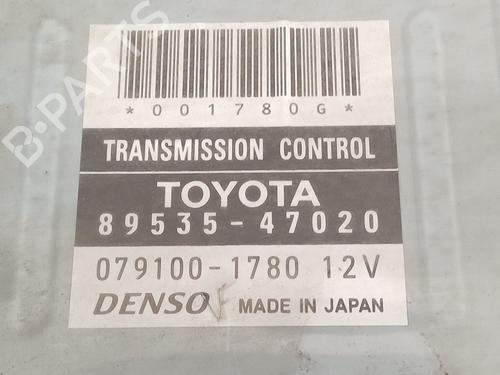 B-PARTS
*001780G*
TRANSMISSION CONTROL
TOYOTA
89535-47020
079100-1780 12V
DENSO MADE IN JAPAN